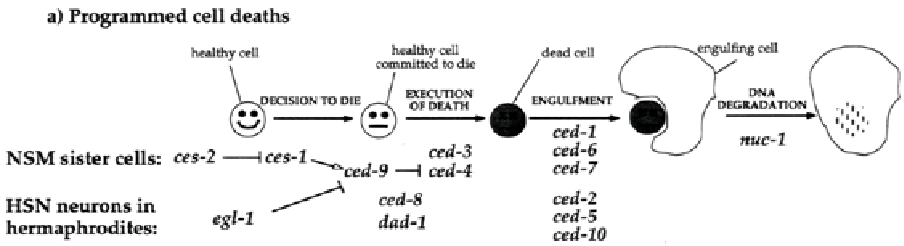 a) Programmed cell deaths
healthy cell
healthy cell
committed to die
dead cell
engulfing cell
DECISION TO DIE
EXECUTION
OF DEATH
ENGULFMENT
DNA
DEGRADATION
NSM sister cells: ces-2 ces-1
ced-9
ced-3
ced-4
ced-1
ced-6
ced-7
nuc-1
HSN neurons in
hermaphrodites:
egl-1
ced-8
dad-1
ced-2
ced-5
ced-10